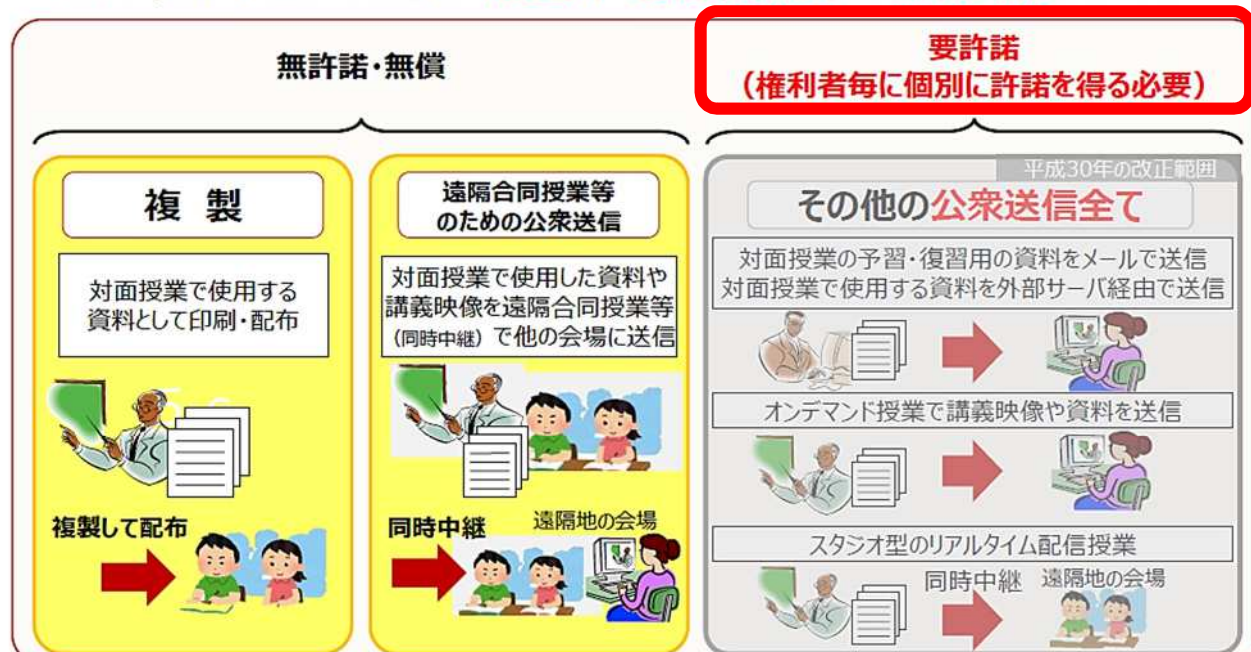 無許諾・無償
要許諾
（権利者毎に個別に許諾を得る必要）
複 製
対面授業で使用する
資料として印刷・配布
複製して配布
遠隔合同授業等
のための公衆送信
対面授業で使用した資料や
講義映像を遠隔合同授業等
（同時中継）で他の会場に送信
同時中継
遠隔地の会場
平成30年の改正範囲
その他の公衆送信全て
対面授業の予習・復習用の資料をメールで送信
対面授業で使用する資料を外部サーバ経由で送信
オンデマンド授業で講義映像や資料を送信
スタジオ型のリアルタイム配信授業
同時中継
遠隔地の会場